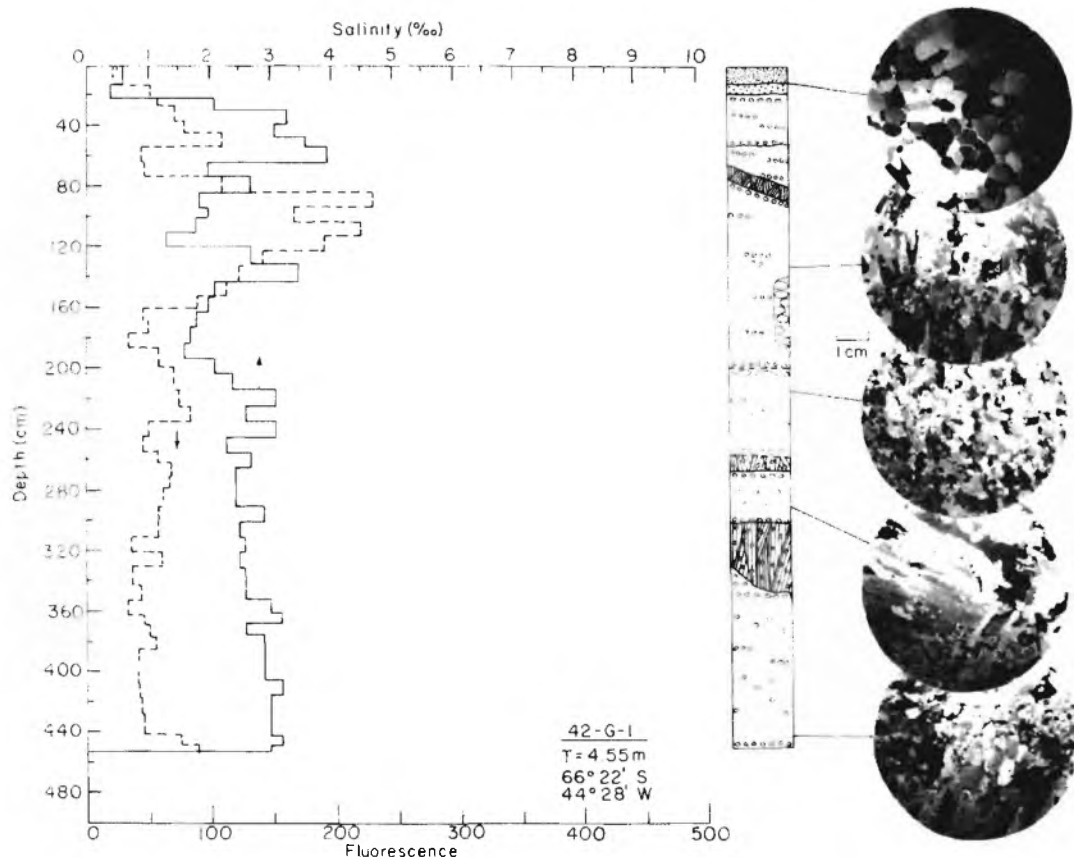 Salinity (‰)
0 1 2 3 4 5 6 7 8 9 10
40
80
120
160
200
240
280
320
360
400
440
480
Depth (cm)
1 cm
42-G-1
T = 4.55m
66° 22' S
44° 28' W
0 100 200 300 400 500
Fluorescence